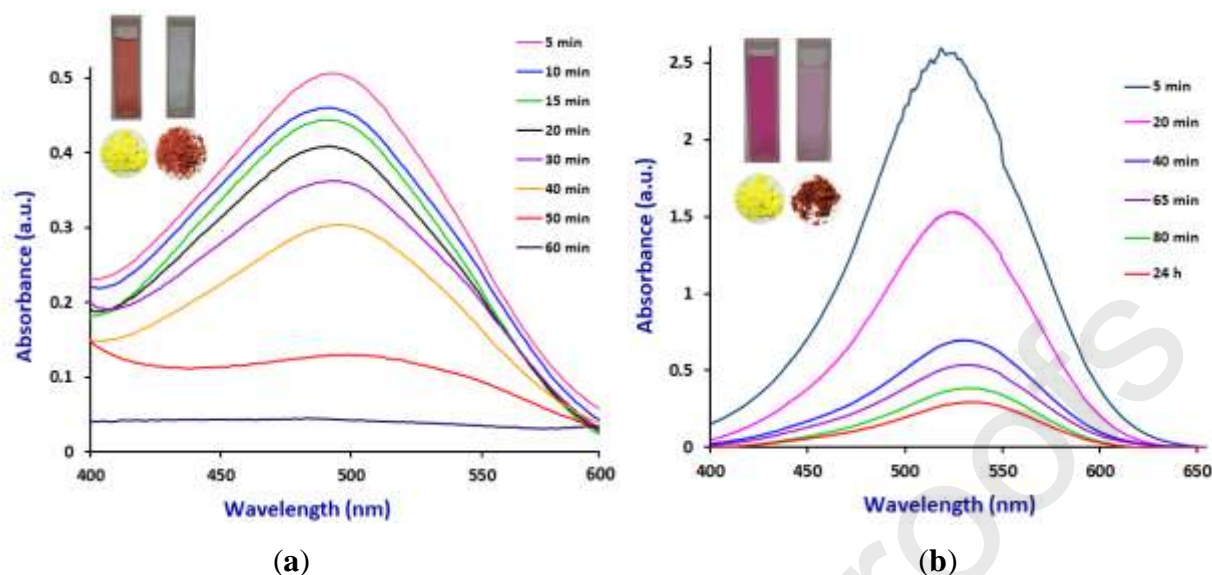 5 min
10 min
15 min
20 min
30 min
40 min
50 min
60 min
0.5
0.4
0.3
0.2
0.1
0
400
450
500
550
600
Absorbance (a.u.)
Wavelength (nm)
(a)
5 min
20 min
40 min
65 min
80 min
24 h
2.5
2
1.5
1
0.5
0
400
450
500
550
600
650
Absorbance (a.u.)
Wavelength (nm)
(b)
roofs